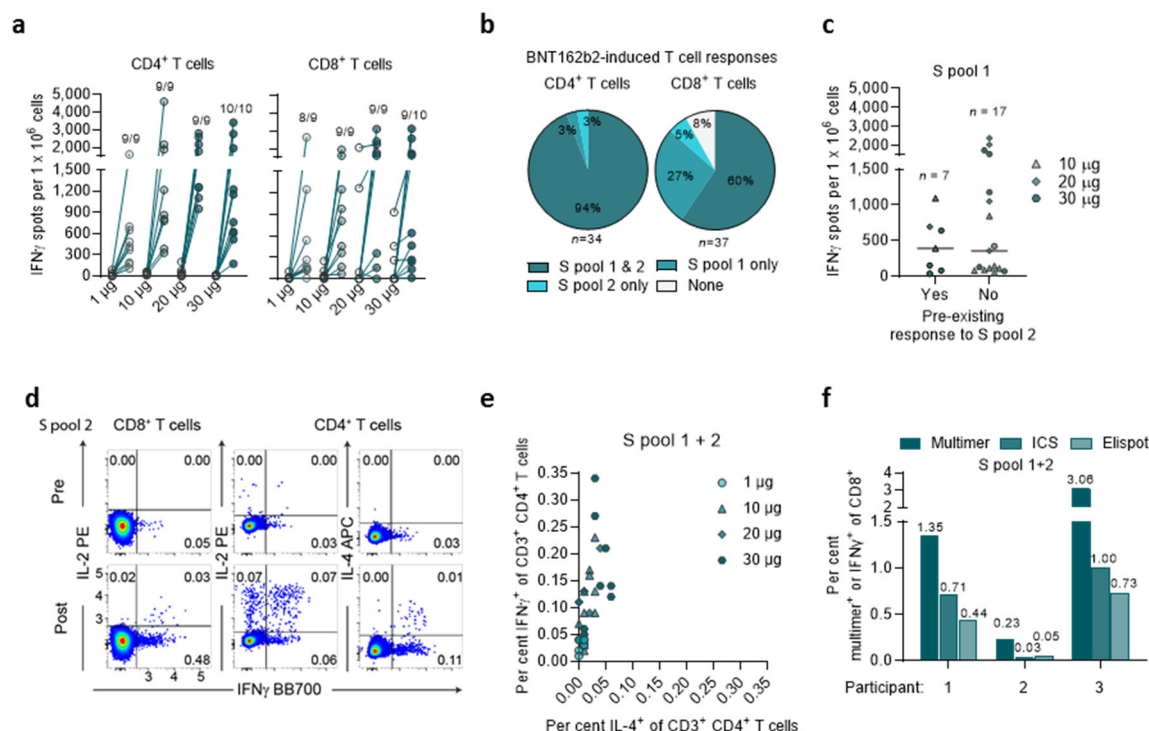 a
CD4⁺ T cells
CD8⁺ T cells
IFNγ spots per 1 x 10⁶ cells
5,000
4,000
3,000
2,000
1,500
1,200
900
600
300
0
9/9
9/9
9/9
10/10
8/9
9/9
9/9
9/10
1 µg
10 µg
20 µg
30 µg
1 µg
10 µg
20 µg
30 µg
b
BNT162b2-induced T cell responses
CD4⁺ T cells
CD8⁺ T cells
3%
3%
94%
8%
5%
27%
60%
n=34
n=37
S pool 1 & 2
S pool 1 only
S pool 2 only
None
c
S pool 1
IFNγ spots per 1 x 10⁶ cells
5,000
4,000
3,000
2,000
1,500
1,000
500
0
n = 17
n = 7
10 µg
20 µg
30 µg
Yes
No
Pre-existing
response to S pool 2
d
S pool 2
CD8⁺ T cells
CD4⁺ T cells
Pre
Post
IL-2 PE
IL-2 PE
IL-4 APC
0.00
0.00
0.05
0.00
0.00
0.03
0.00
0.00
0.03
5
4
3
0.02
0.03
0.48
0.07
0.07
0.06
0.00
0.01
0.11
3
4
5
IFNγ BB700
e
S pool 1 + 2
Per cent IFNγ⁺ of CD3⁺ CD4⁺ T cells
0.35
0.30
0.25
0.20
0.15
0.10
0.05
0.00
1 µg
10 µg
20 µg
30 µg
0.00
0.05
0.10
0.15
0.20
0.25
0.30
0.35
Per cent IL-4⁺ of CD3⁺ CD4⁺ T cells
f
Multimer
ICS
Elispot
S pool 1+2
Per cent
multimer⁺ or IFNγ⁺ of CD8⁺
4
3
2
1.5
1.0
0.5
0.0
1.35
0.71
0.44
0.23
0.03
0.05
3.06
1.00
0.73
Participant:
1
2
3